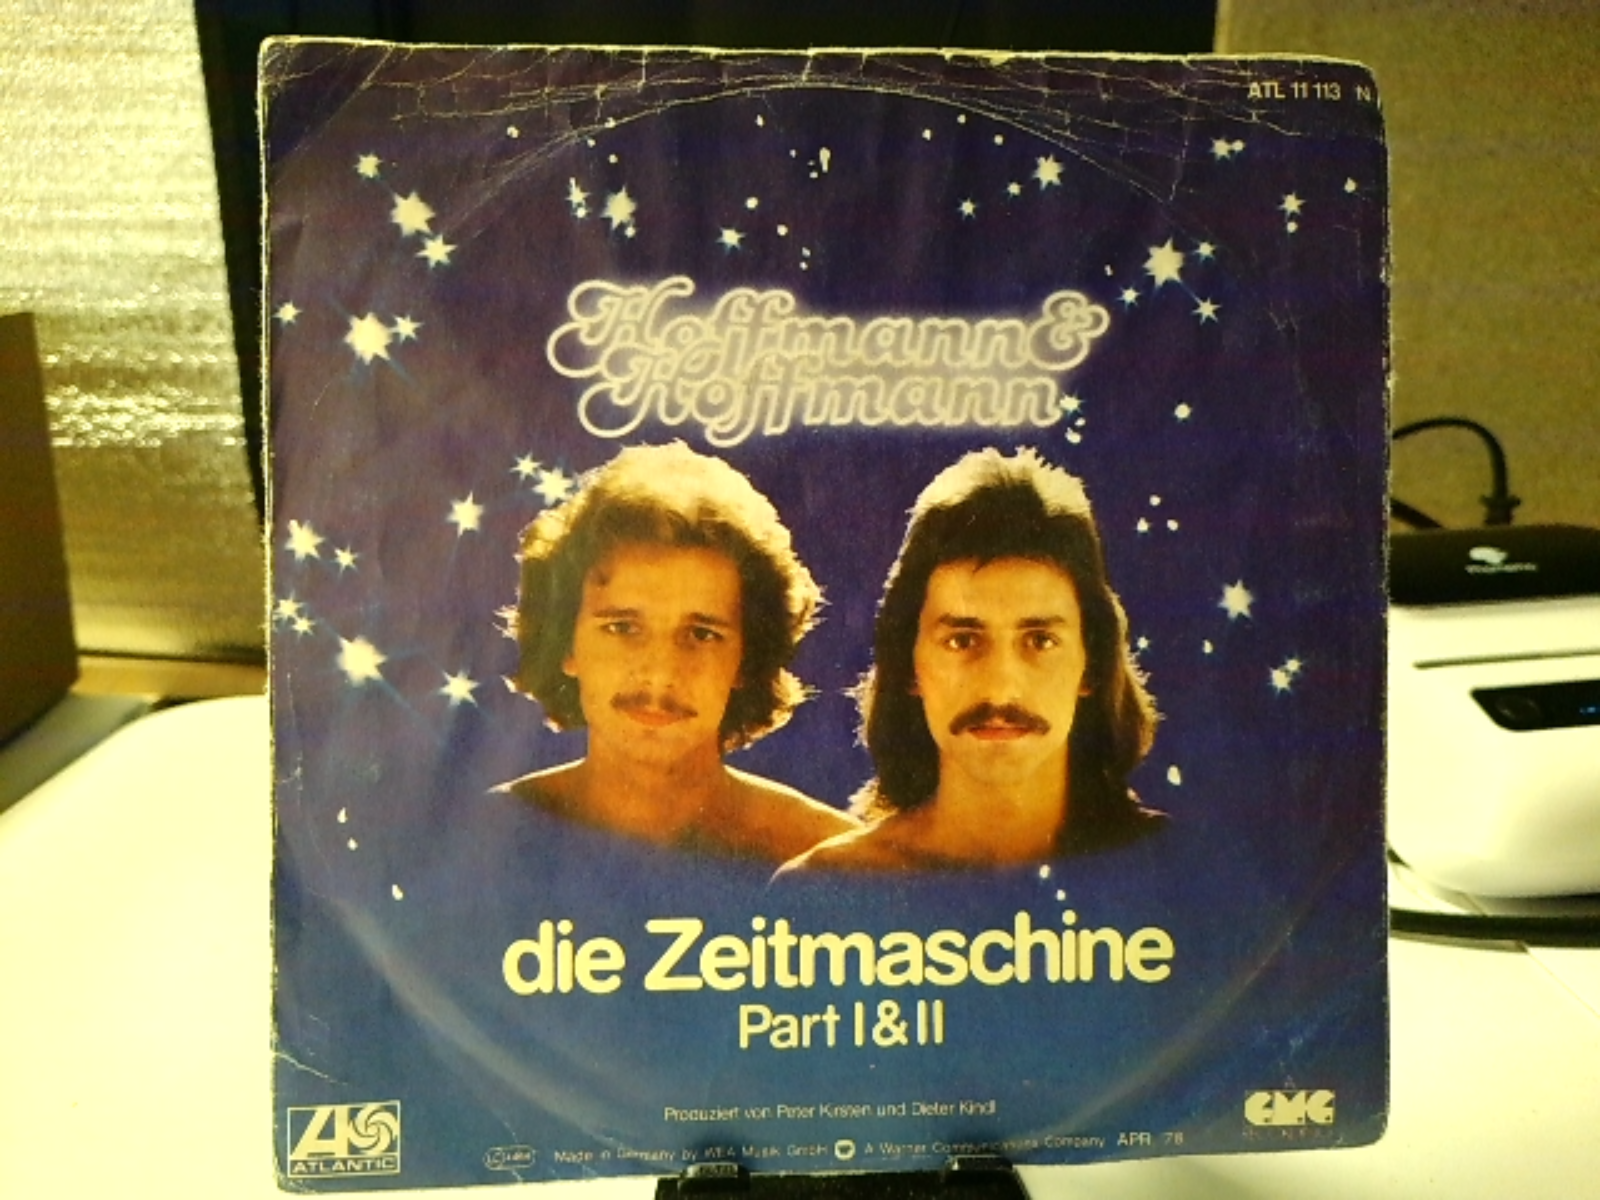 ATL 11 113 N
Hoffmann &
Hoffmann
die Zeitmaschine
Part I & II
Produziert von Peter Kirsten und Dieter Kindl
ATLANTIC
Made in Germany by WEA Musik GmbH A Warner Communications Company APR 78
GMG